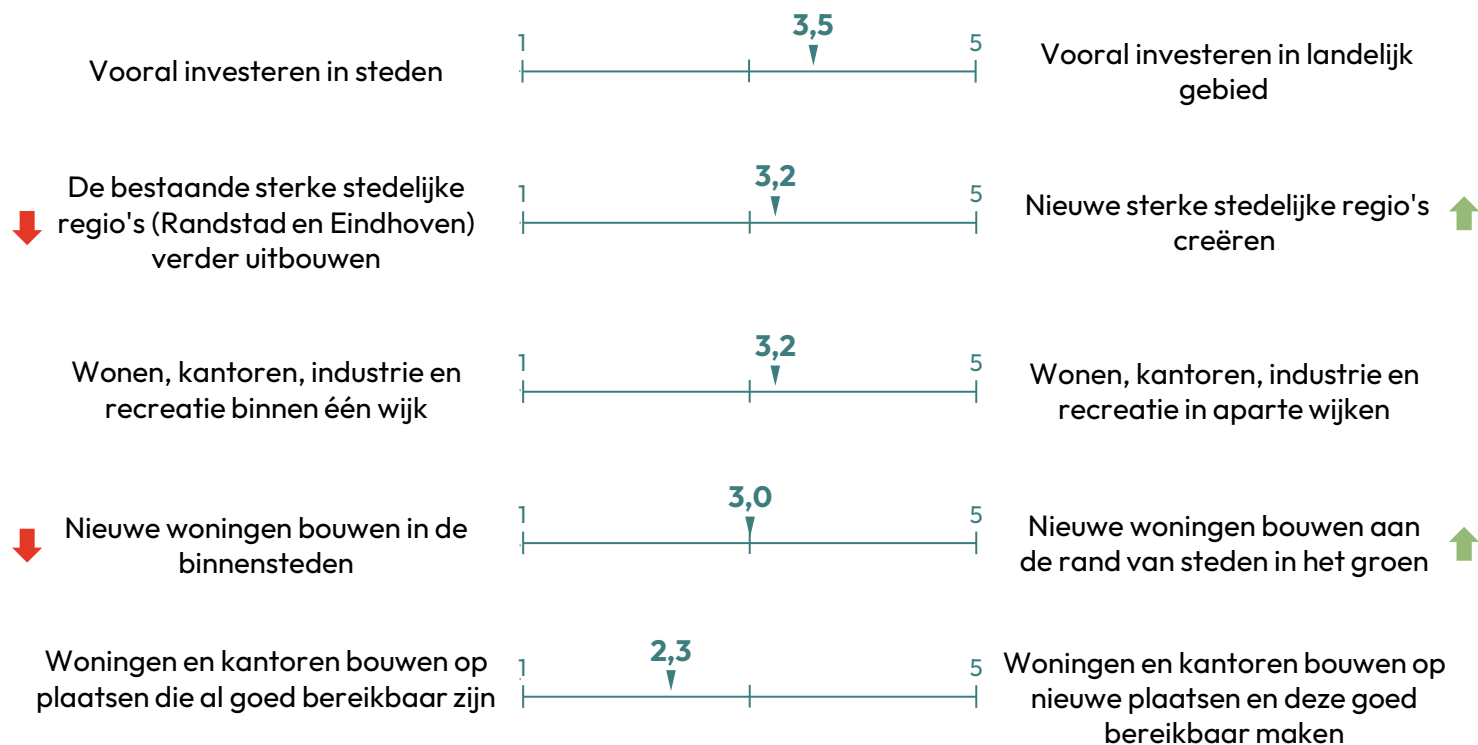 Vooral investeren in steden
1
3,5
5
Vooral investeren in landelijk
gebied
De bestaande sterke stedelijke
regio's (Randstad en Eindhoven)
verder uitbouwen
1
3,2
5
Nieuwe sterke stedelijke regio's
creëren
Wonen, kantoren, industrie en
recreatie binnen één wijk
1
3,2
5
Wonen, kantoren, industrie en
recreatie in aparte wijken
Nieuwe woningen bouwen in de
binnensteden
1
3,0
5
Nieuwe woningen bouwen aan
de rand van steden in het groen
Woningen en kantoren bouwen op
plaatsen die al goed bereikbaar zijn
1
2,3
5
Woningen en kantoren bouwen op
nieuwe plaatsen en deze goed
bereikbaar maken